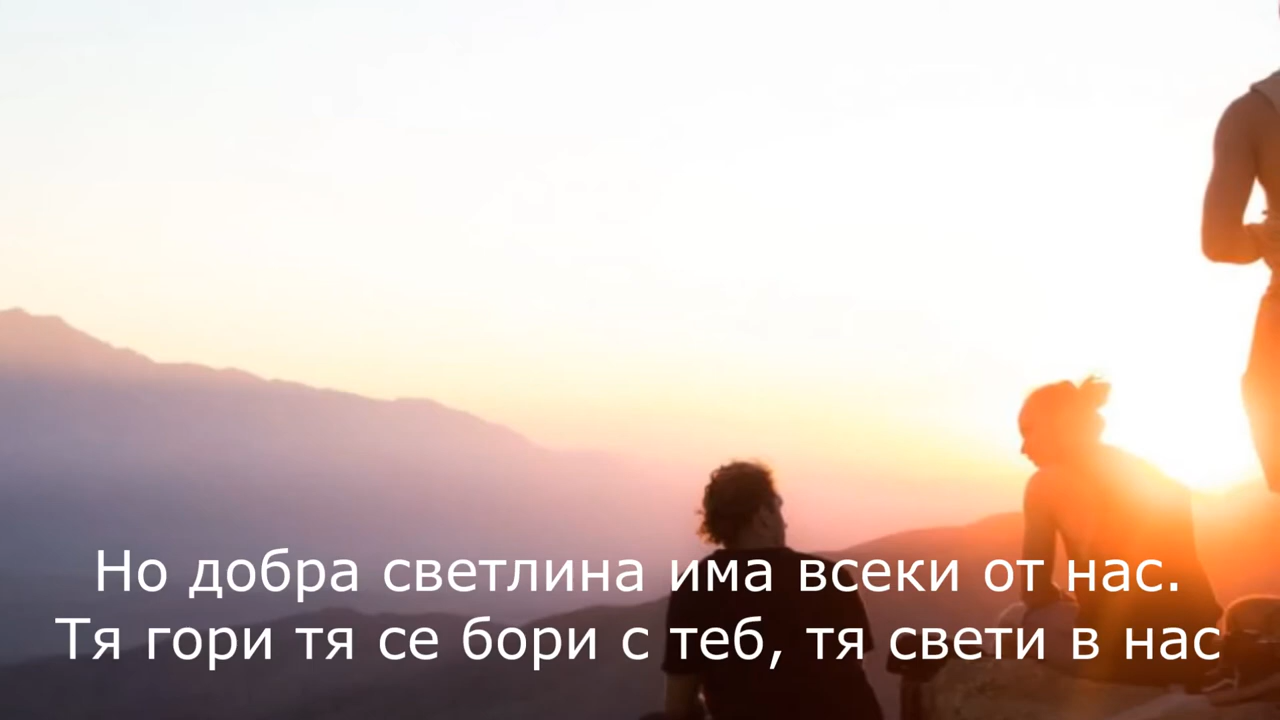 Но добра светлина има всеки от нас.
Тя гори тя се бори с теб, тя свети в нас